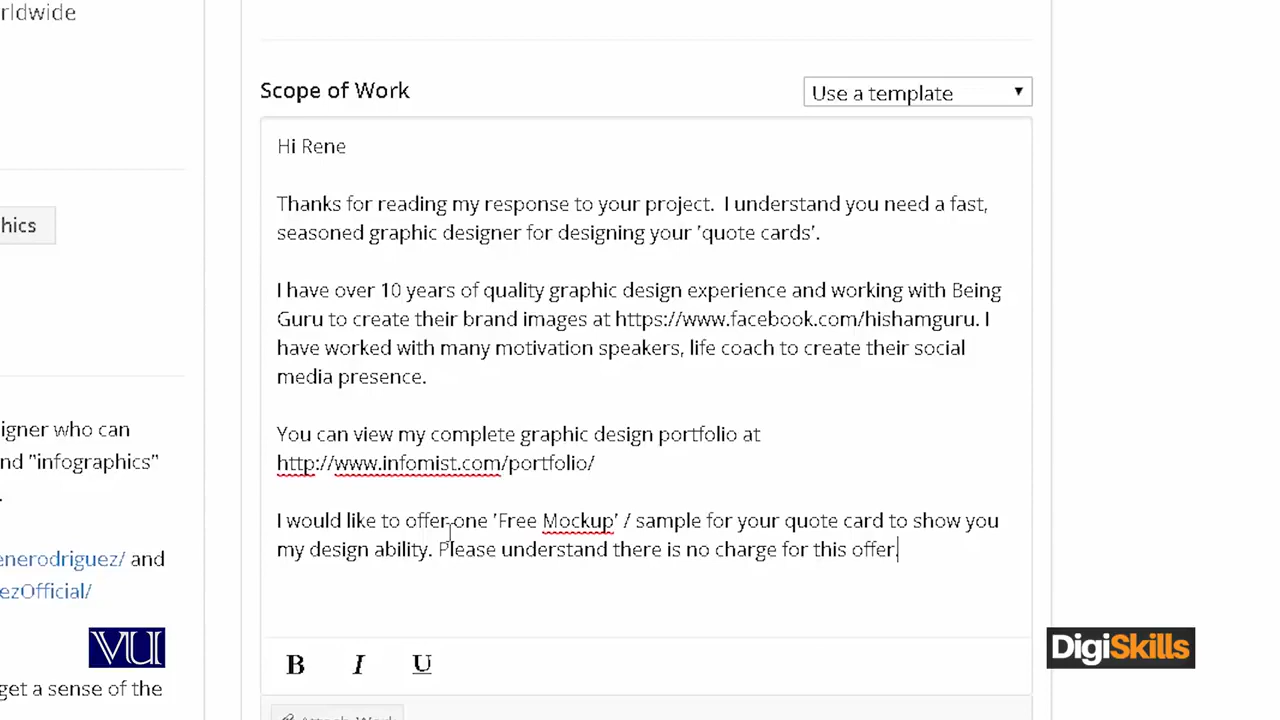 rldwide
Scope of Work
Use a template
Hi Rene
Thanks for reading my response to your project. I understand you need a fast,
seasoned graphic designer for designing your 'quote cards'.
hics
I have over 10 years of quality graphic design experience and working with Being
Guru to create their brand images at https://www.facebook.com/hishamguru. I
have worked with many motivation speakers, life coach to create their social
media presence.
You can view my complete graphic design portfolio at
http://www.infomist.com/portfolio/
I would like to offer one 'Free Mockup' / sample for your quote card to show you
my design ability. Please understand there is no charge for this offer.
igner who can
nd "infographics"
.
enerodriguez/ and
ezOfficial/
VU
get a sense of the
B I U
DigiSkills
Attach Work